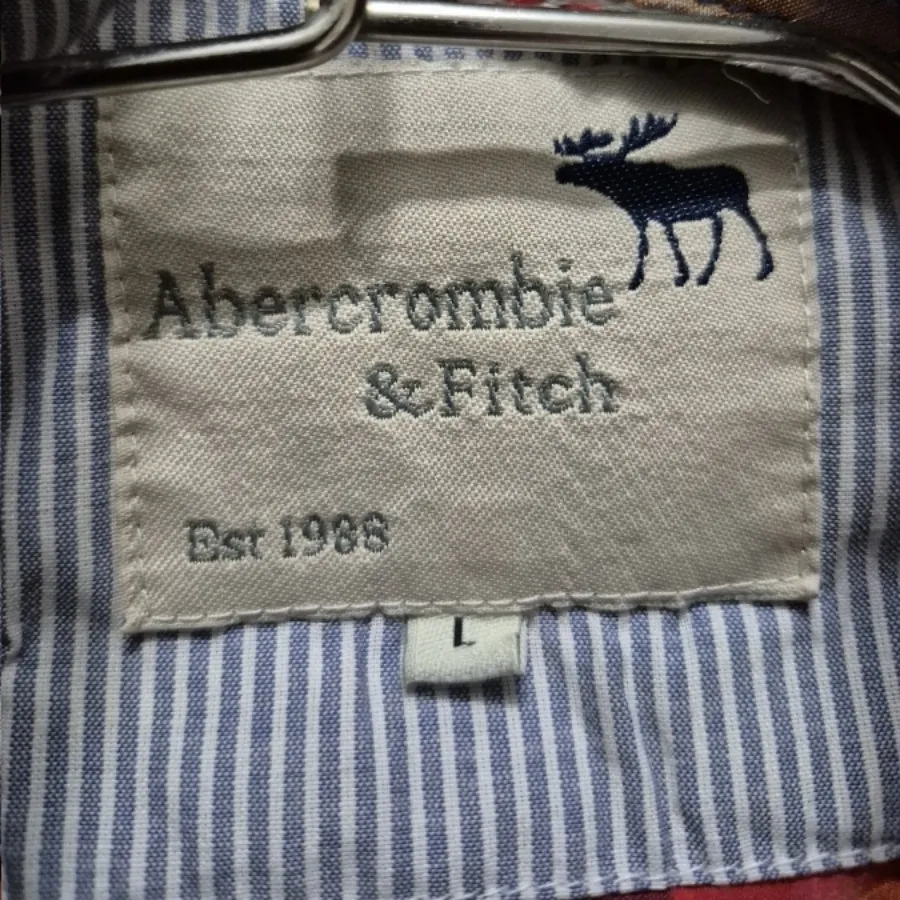 Abercrombie
&Fitch
Est 1988
L